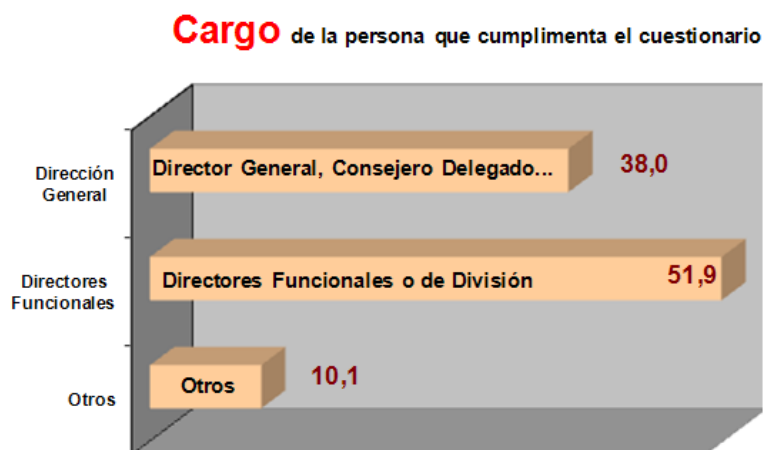 Cargo de la persona que cumplimenta el cuestionario
Dirección
General
Director General, Consejero Delegado...
38,0
Directores
Funcionales
Directores Funcionales o de División
51,9
Otros
Otros
10,1